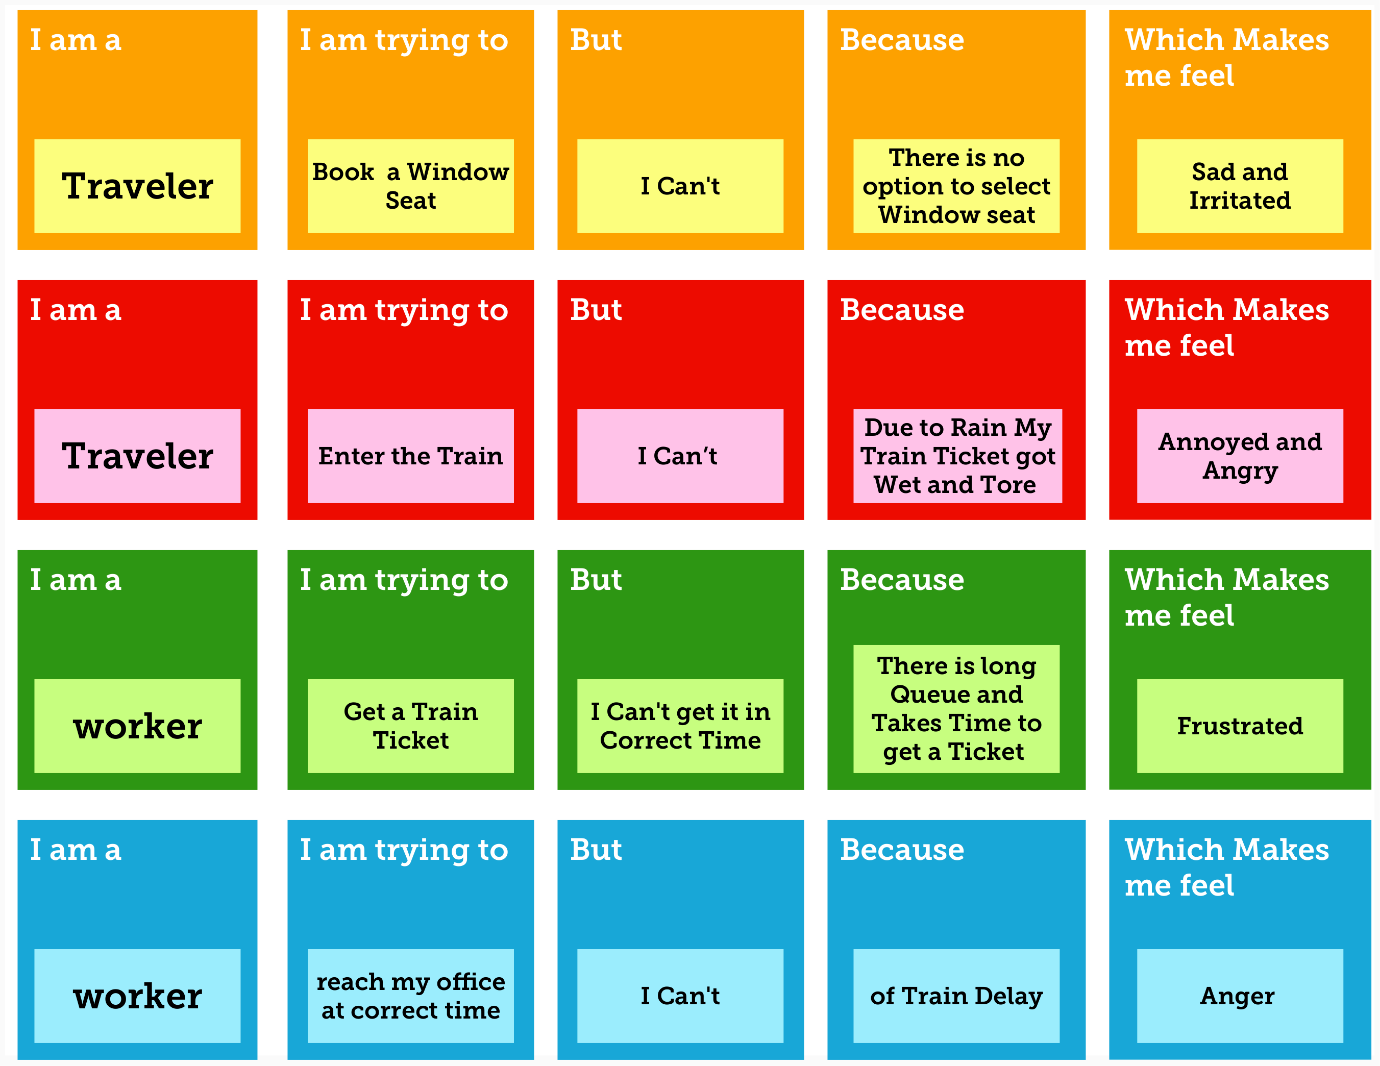 I am a
Traveler
I am trying to
Book a Window
Seat
But
I Can't
Because
There is no
option to select
Window seat
Which Makes
me feel
Sad and
Irritated
I am a
Traveler
I am trying to
Enter the Train
But
I Can’t
Because
Due to Rain My
Train Ticket got
Wet and Tore
Which Makes
me feel
Annoyed and
Angry
I am a
worker
I am trying to
Get a Train
Ticket
But
I Can't get it in
Correct Time
Because
There is long
Queue and
Takes Time to
get a Ticket
Which Makes
me feel
Frustrated
I am a
worker
I am trying to
reach my office
at correct time
But
I Can't
Because
of Train Delay
Which Makes
me feel
Anger